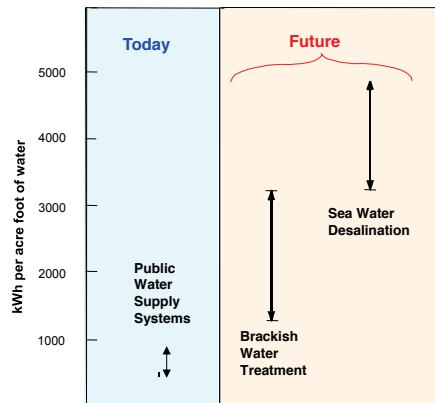 Today
Future
kWh per acre foot of water
5000
4000
3000
2000
1000
Public
Water
Supply
Systems
Brackish
Water
Treatment
Sea Water
Desalination